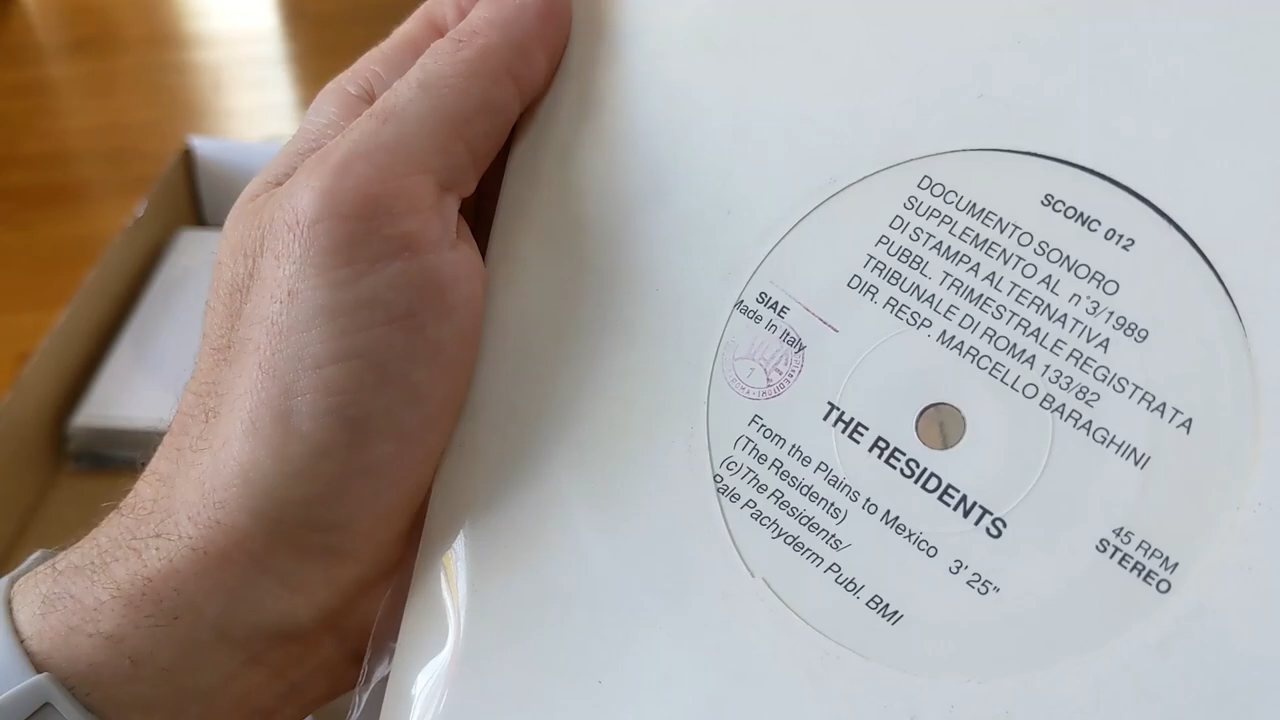 SCONC 012
DOCUMENTO SONORO
SUPPLEMENTO AL n°3/1989
DI STAMPA ALTERNATIVA
PUBBL. TRIMESTRALE REGISTRATA
TRIBUNALE DI ROMA 133/82
DIR. RESP. MARCELLO BARAGHINI
SIAE
Made In Italy
1
THE RESIDENTS
From the Plains to Mexico 3' 25"
(The Residents)
(c)The Residents/
Pale Pachyderm Publ. BMI
45 RPM
STEREO